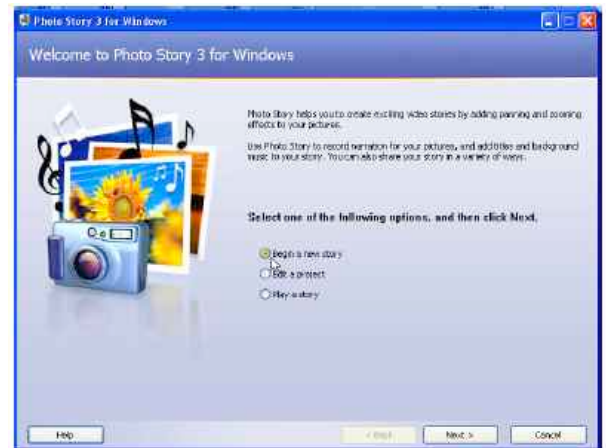 Photo Story 3 for Windows
Welcome to Photo Story 3 for Windows
Photo Story helps you to create exciting video stories by adding panning and zooming
effects to your pictures.
Use Photo Story to record narration for your pictures, and add titles and background
music to your story. You can also share your story in a variety of ways.
Select one of the following options, and then click Next.
Begin a new story
Edit a project
Play a story
Help
< Back
Next >
Cancel